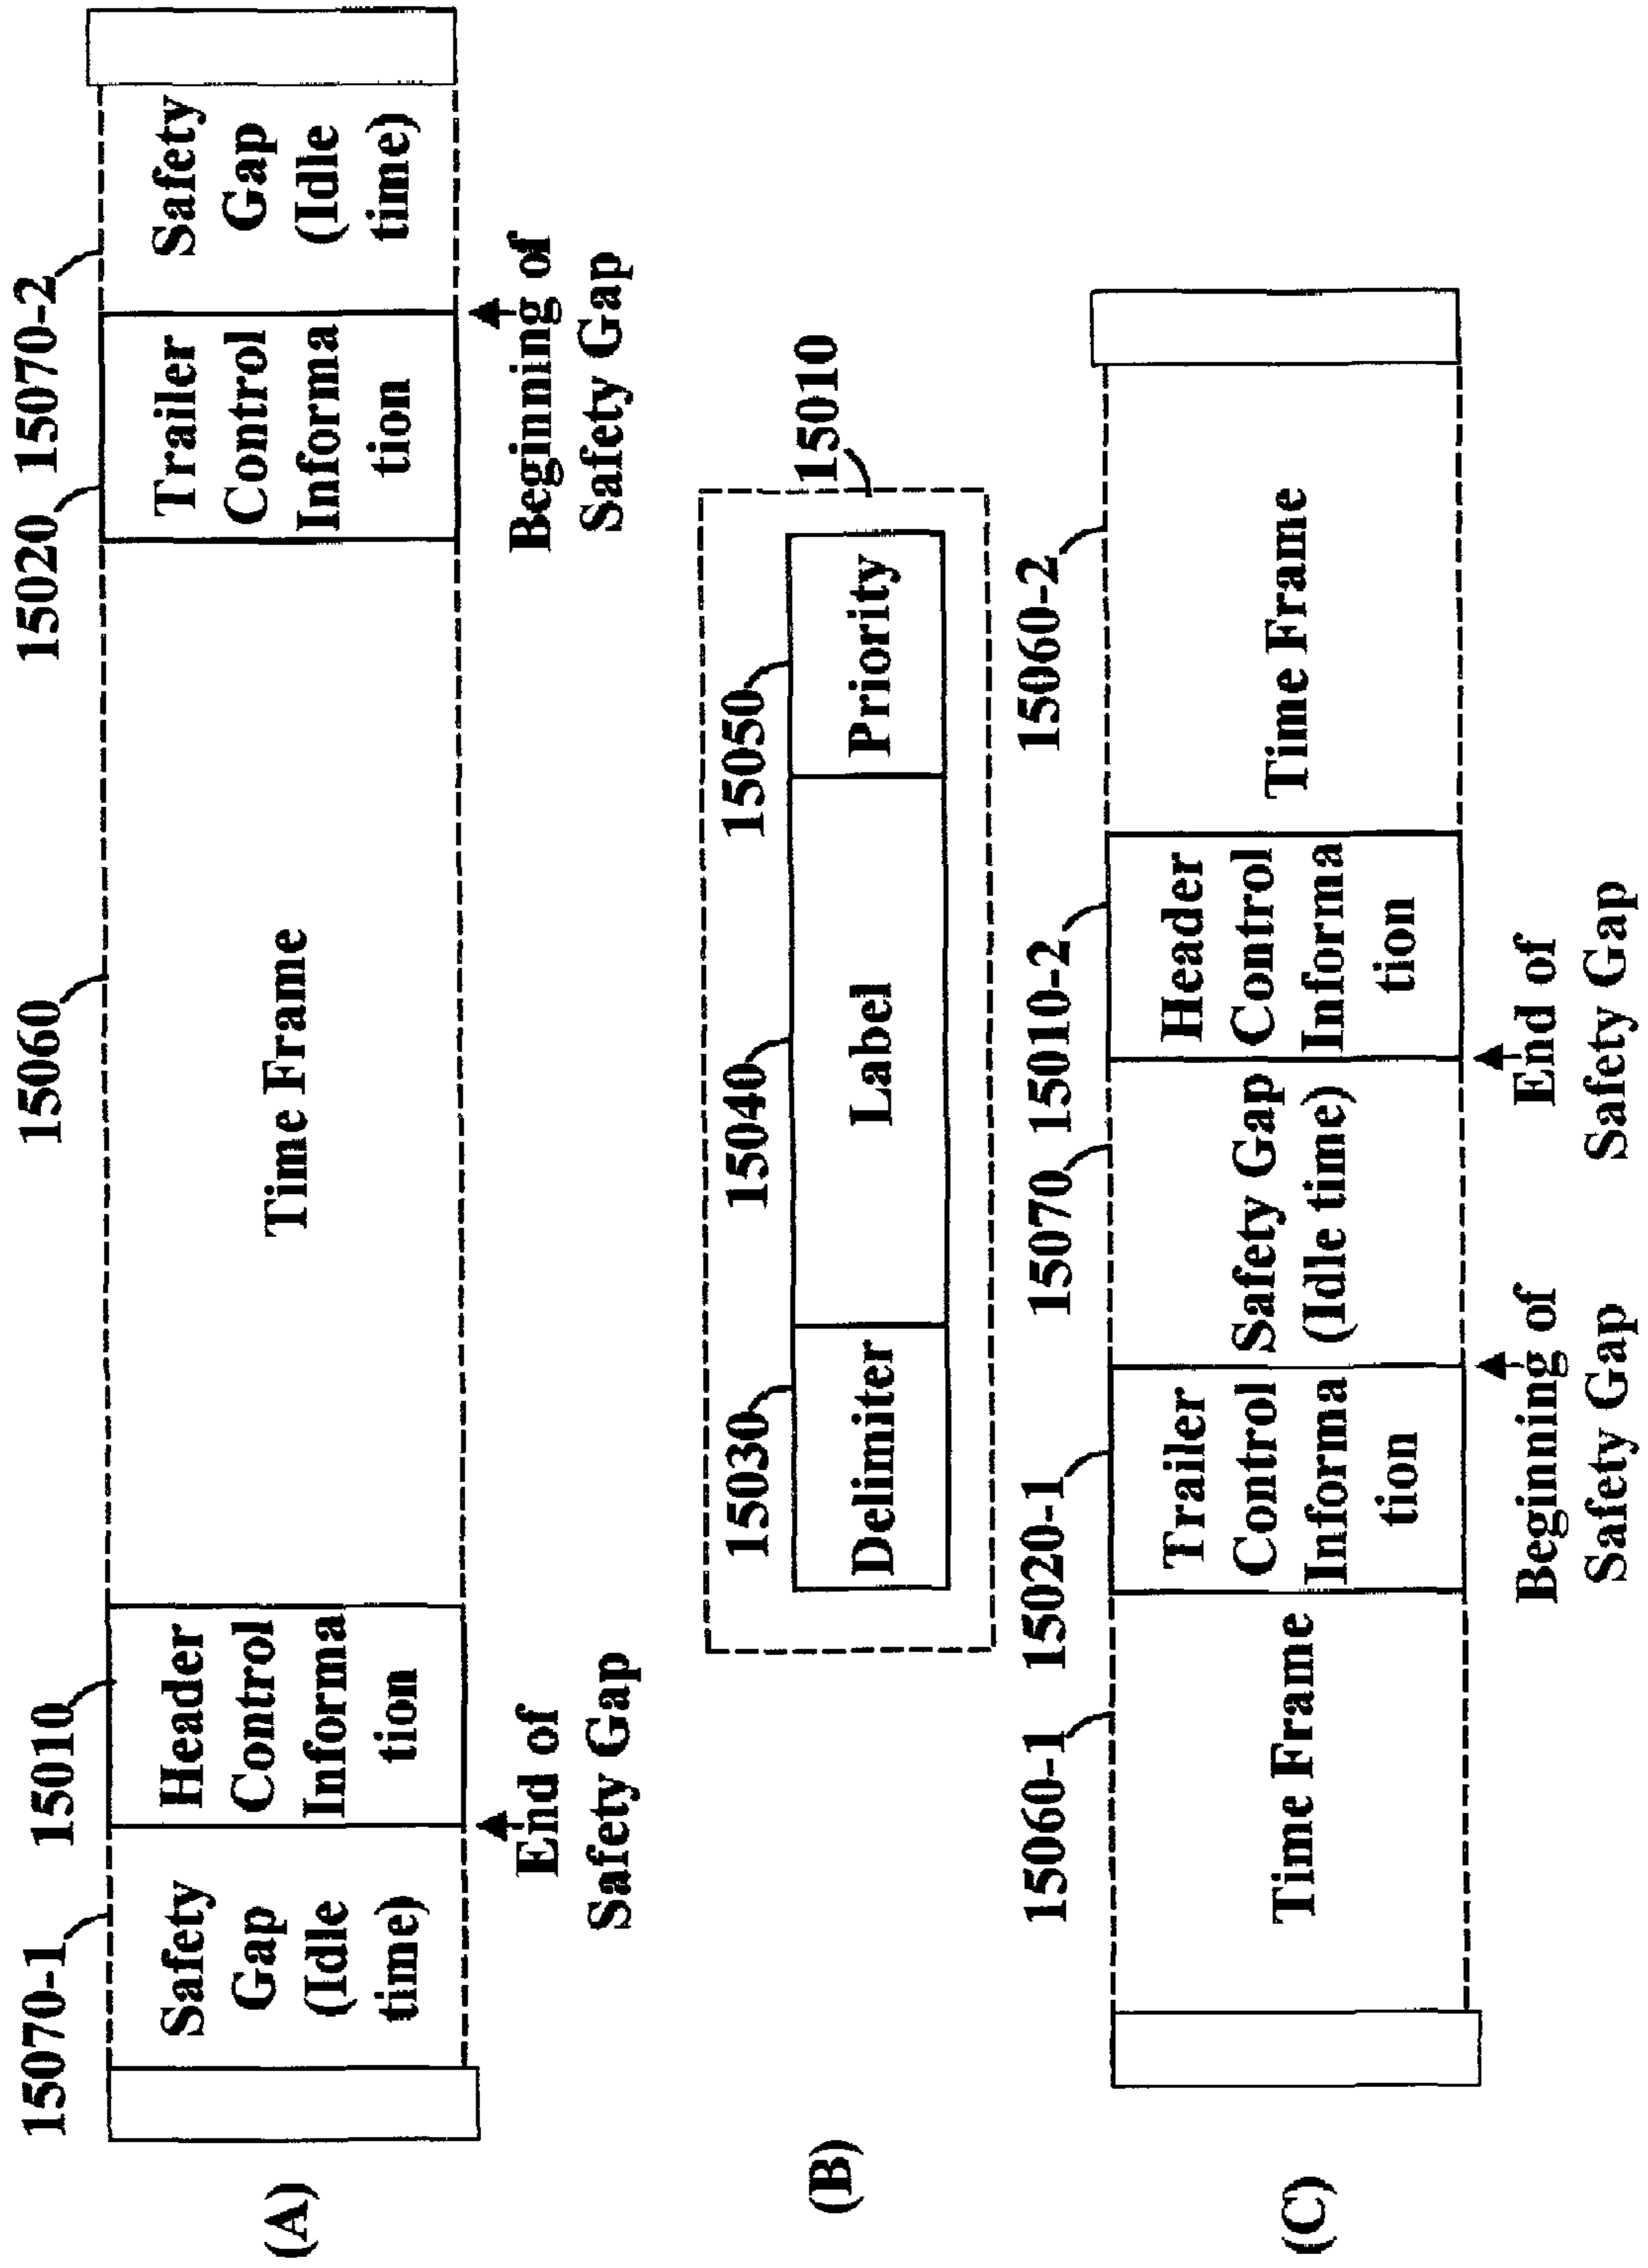 (A)
15070-1
15010
15060
15020
15070-2
Safety
Gap
(Idle
time)
Header
Control
Informa
tion
Time Frame
Trailer
Control
Informa
tion
Safety
Gap
(Idle
time)
End of
Safety Gap
Beginning of
Safety Gap
(B)
15030
15040
15050
15010
Delimiter
Label
Priority
(C)
15060-1
15020-1
15070
15010-2
15060-2
Time Frame
Trailer
Control
Informa
tion
Safety Gap
(Idle time)
Header
Control
Informa
tion
Time Frame
Beginning of
Safety Gap
End of
Safety Gap